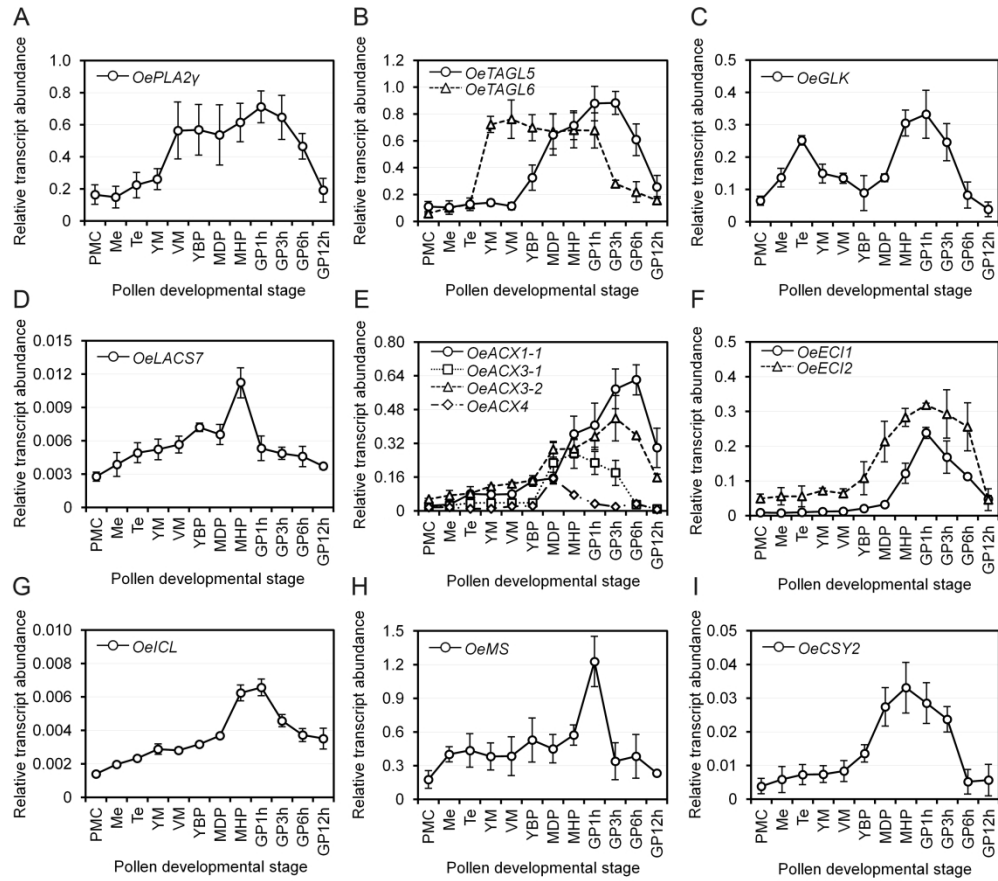 A
Relative transcript abundance
1.0
0.8
0.6
0.4
0.2
0
OePLA2γ
PMC
Me
Te
YM
VM
YBP
MDP
MHP
GP1h
GP3h
GP6h
GP12h
Pollen developmental stage
B
Relative transcript abundance
1.2
1.0
0.8
0.6
0.4
0.2
0
OeTAGL5
OeTAGL6
PMC
Me
Te
YM
VM
YBP
MDP
MHP
GP1h
GP3h
GP6h
GP12h
Pollen developmental stage
C
Relative transcript abundance
0.5
0.4
0.3
0.2
0.1
0
OeGLK
PMC
Me
Te
YM
VM
YBP
MDP
MHP
GP1h
GP3h
GP6h
GP12h
Pollen developmental stage
D
Relative transcript abundance
0.015
0.012
0.009
0.006
0.003
0
OeLACS7
PMC
Me
Te
YM
VM
YBP
MDP
MHP
GP1h
GP3h
GP6h
GP12h
Pollen developmental stage
E
Relative transcript abundance
0.80
0.64
0.48
0.32
0.16
0
OeACX1-1
OeACX3-1
OeACX3-2
OeACX4
PMC
Me
Te
YM
VM
YBP
MDP
MHP
GP1h
GP3h
GP6h
GP12h
Pollen developmental stage
F
Relative transcript abundance
0.5
0.4
0.3
0.2
0.1
0
OeECI1
OeECI2
PMC
Me
Te
YM
VM
YBP
MDP
MHP
GP1h
GP3h
GP6h
GP12h
Pollen developmental stage
G
Relative transcript abundance
0.010
0.008
0.006
0.004
0.002
0
OeICL
PMC
Me
Te
YM
VM
YBP
MDP
MHP
GP1h
GP3h
GP6h
GP12h
Pollen developmental stage
H
Relative transcript abundance
1.5
1.2
0.9
0.6
0.3
0
OeMS
PMC
Me
Te
YM
VM
YBP
MDP
MHP
GP1h
GP3h
GP6h
GP12h
Pollen developmental stage
I
Relative transcript abundance
0.05
0.04
0.03
0.02
0.01
0
OeCSY2
PMC
Me
Te
YM
VM
YBP
MDP
MHP
GP1h
GP3h
GP6h
GP12h
Pollen developmental stage